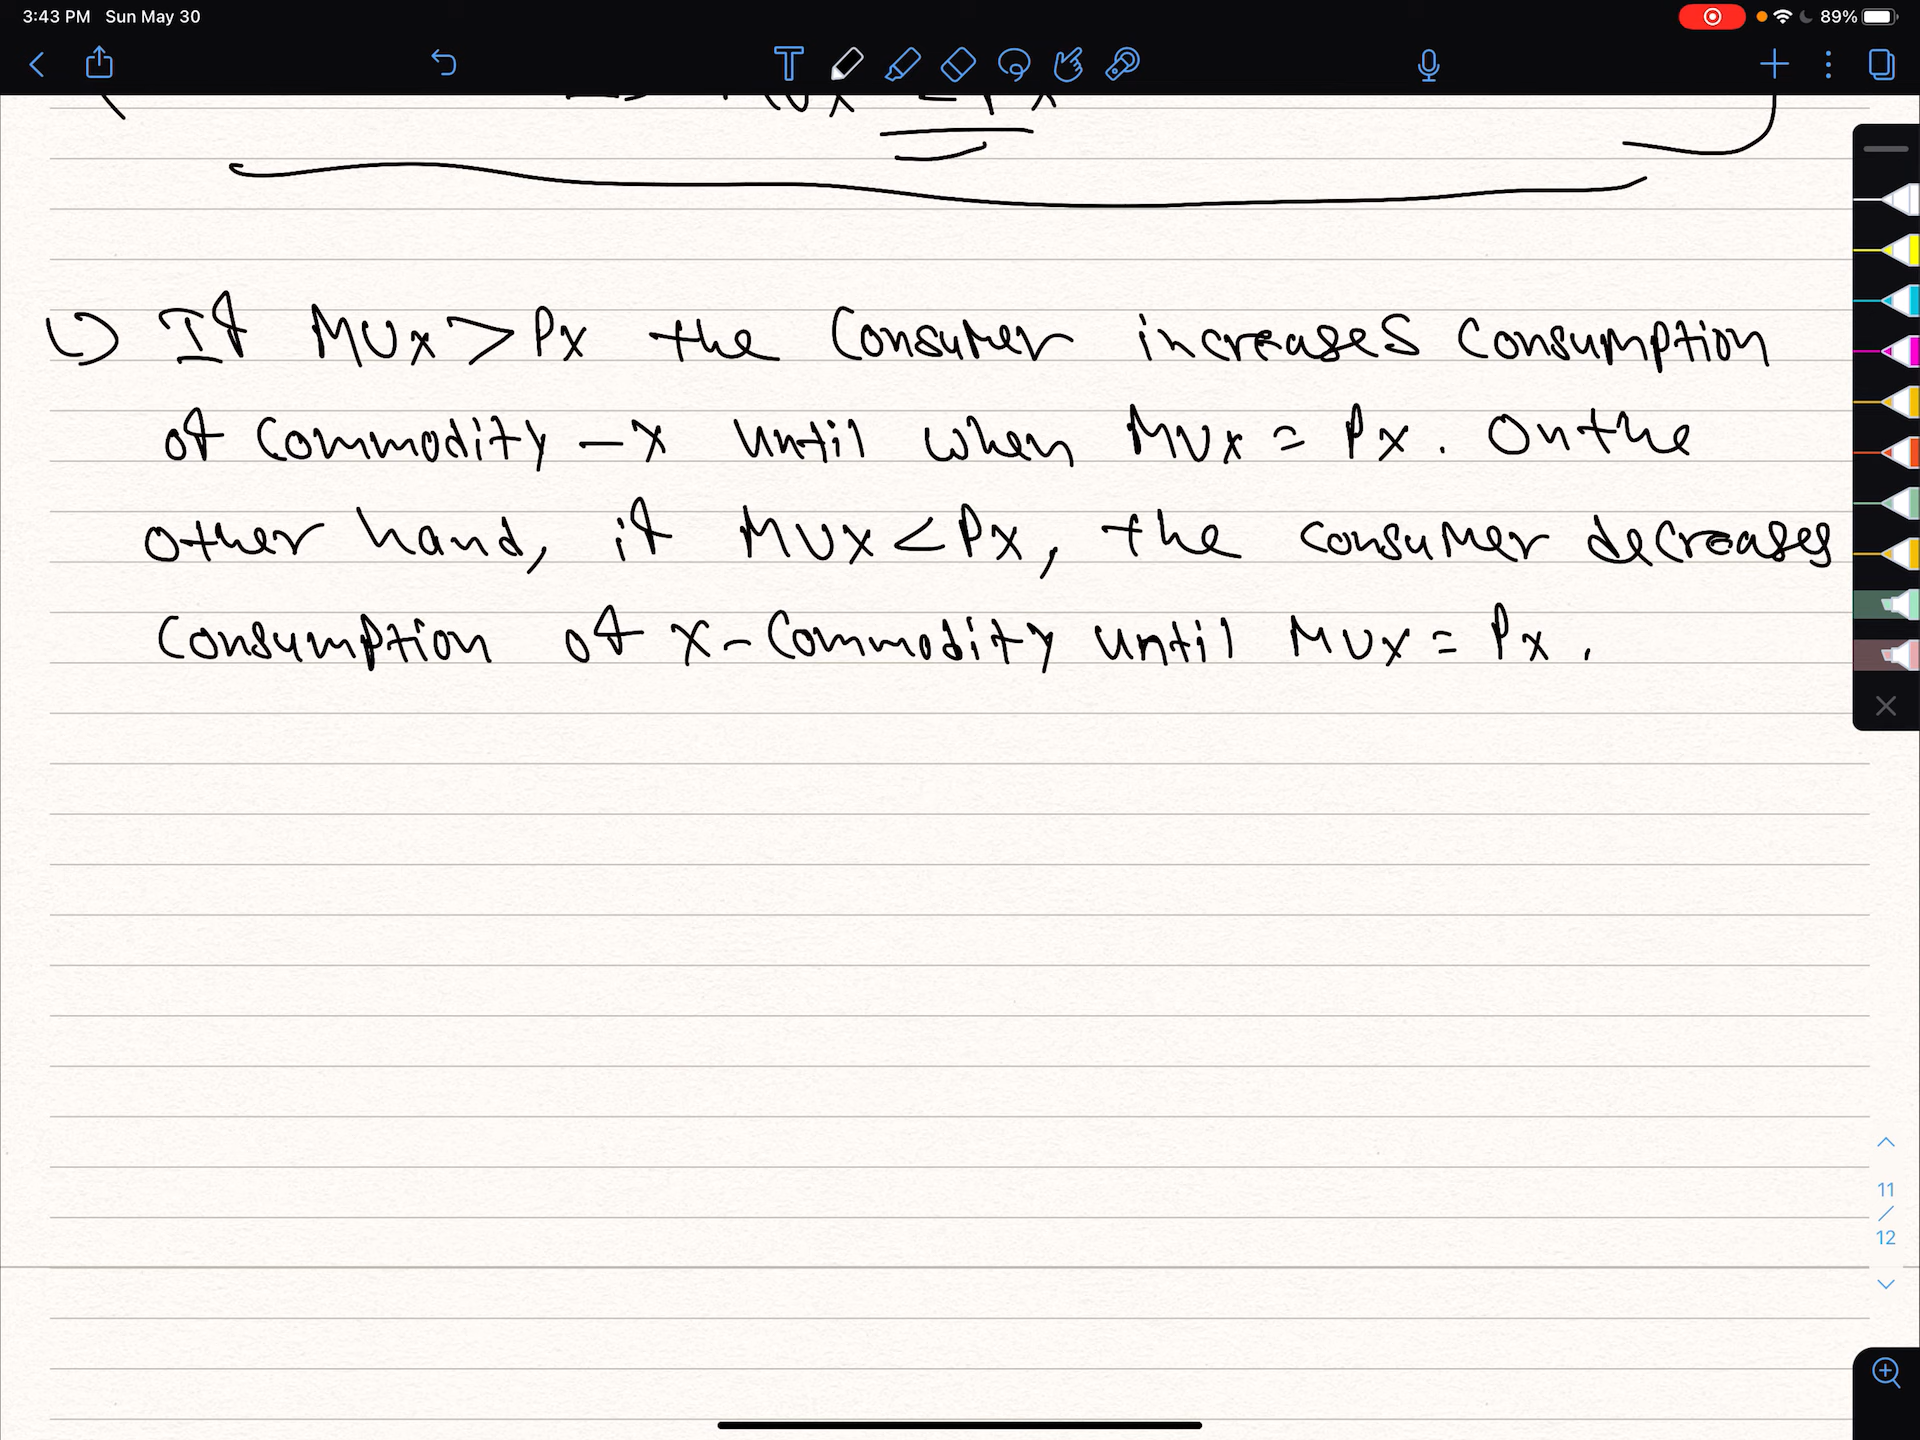 3:43 PM Sun May 30
89%
MUx = Px
↳ If MUx > Px the Consumer increases consumption
of commodity - x until when MUx = Px. On the
other hand, if MUx < Px, the consumer decreases
Consumption of x-Commodity until MUx = Px.
11
/
12